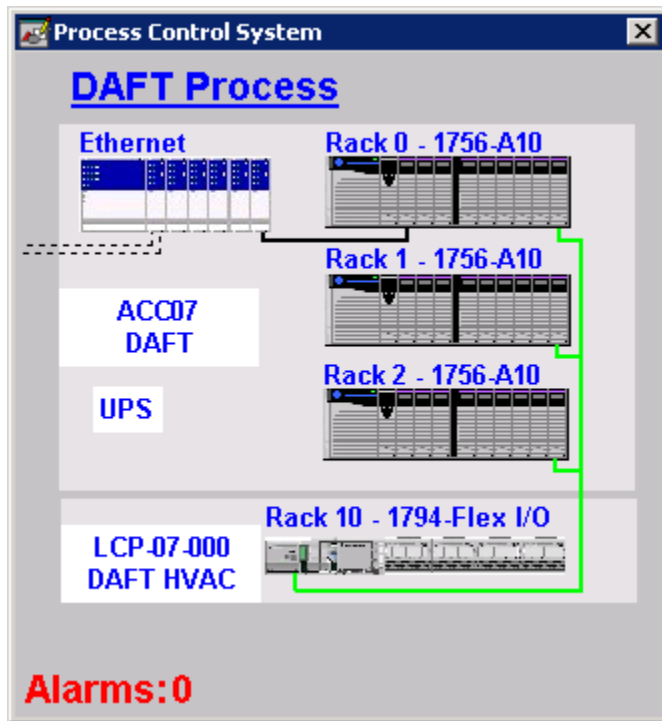 Process Control System
DAFT Process
Ethernet
Rack 0 - 1756-A10
Rack 1 - 1756-A10
ACC07
DAFT
Rack 2 - 1756-A10
UPS
Rack 10 - 1794-Flex I/O
LCP-07-000
DAFT HVAC
Alarms:0